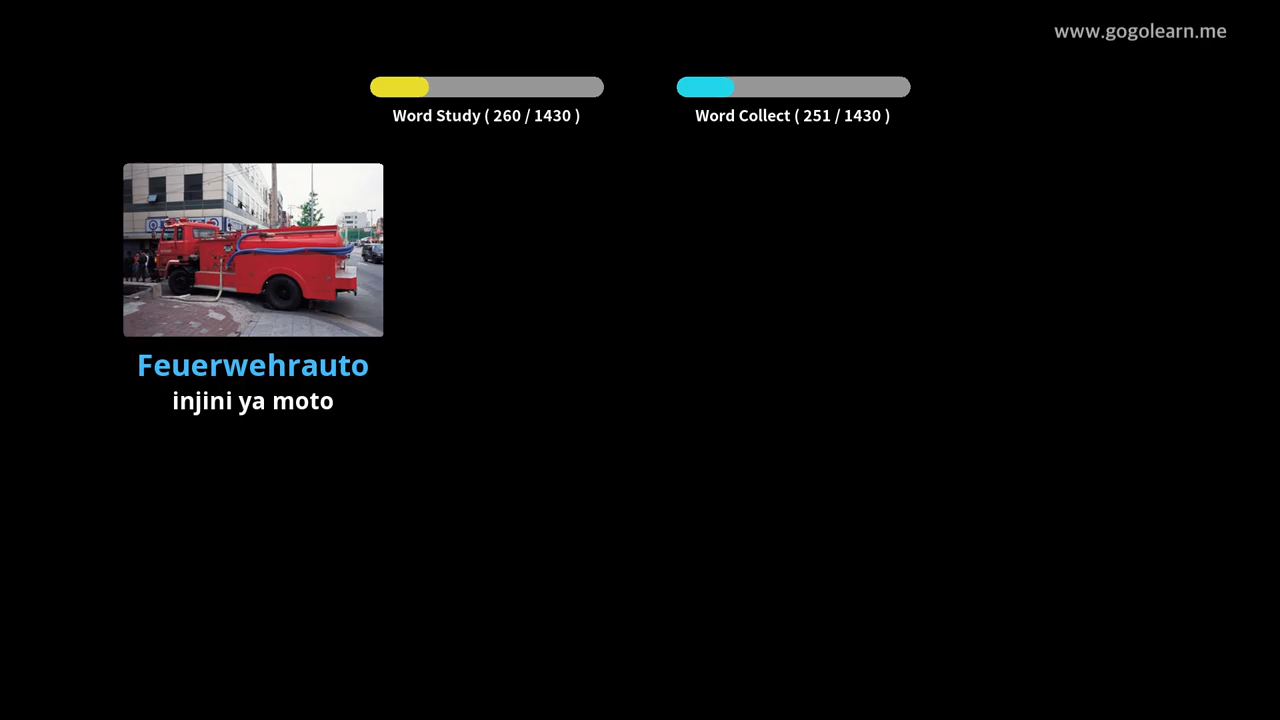 www.gogolearn.me
Word Study ( 260 / 1430 )
Word Collect ( 251 / 1430 )
Feuerwehrauto
injini ya moto